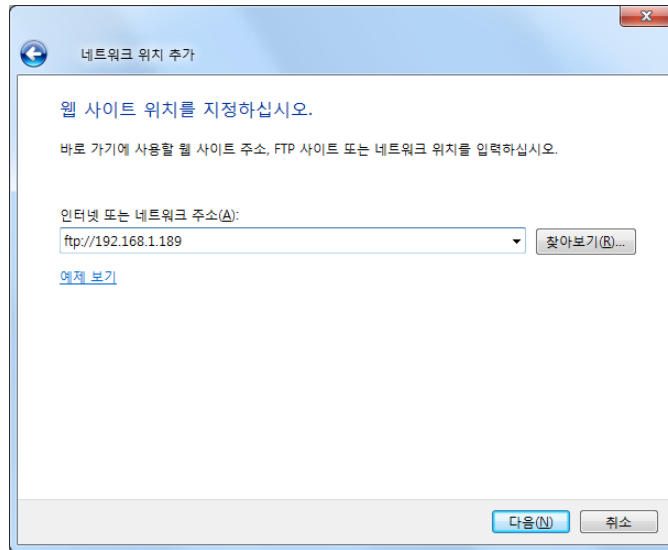 네트워크 위치 추가
웹 사이트 위치를 지정하십시오.
바로 가기에 사용할 웹 사이트 주소, FTP 사이트 또는 네트워크 위치를 입력하십시오.
인터넷 또는 네트워크 주소(A):
ftp://192.168.1.189
찾아보기(R)...
예제 보기
다음(N)
취소